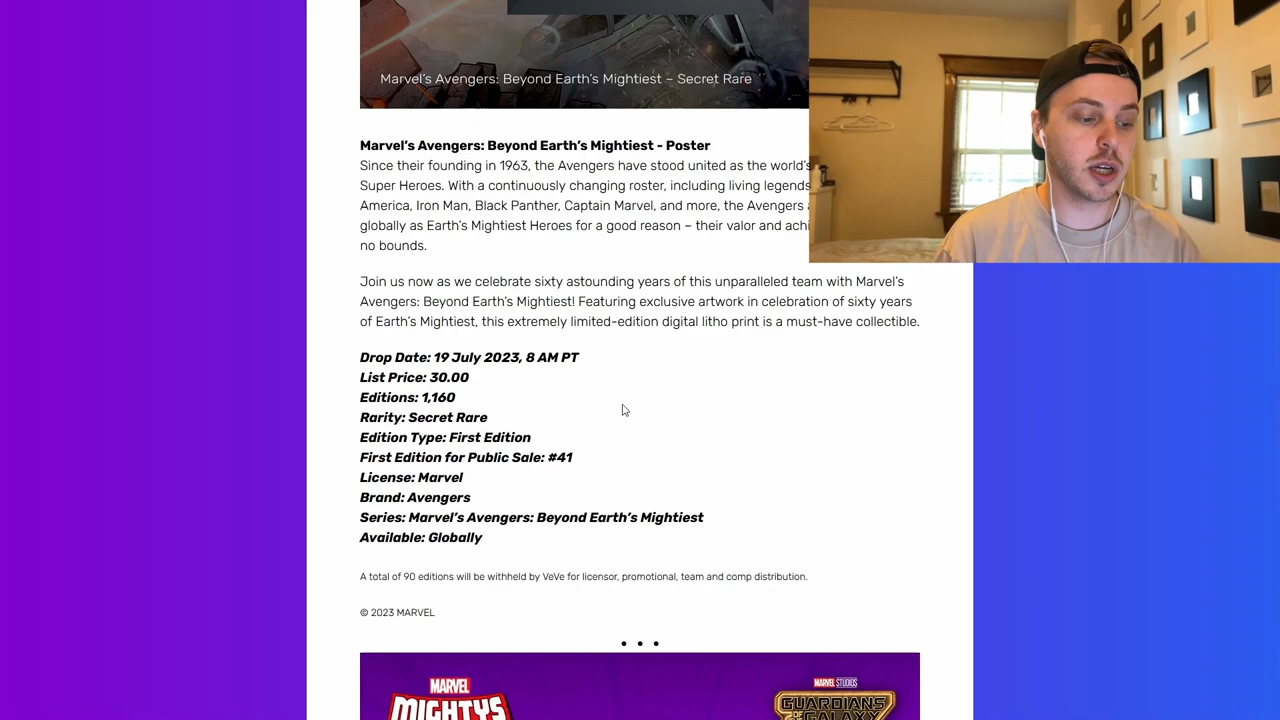 Marvel's Avengers: Beyond Earth's Mightiest – Secret Rare
Marvel's Avengers: Beyond Earth's Mightiest - Poster
Since their founding in 1963, the Avengers have stood united as the world's
Super Heroes. With a continuously changing roster, including living legends
America, Iron Man, Black Panther, Captain Marvel, and more, the Avengers
globally as Earth's Mightiest Heroes for a good reason – their valor and
no bounds.
Join us now as we celebrate sixty astounding years of this unparalleled team with Marvel's
Avengers: Beyond Earth's Mightiest! Featuring exclusive artwork in celebration of sixty years
of Earth's Mightiest, this extremely limited-edition digital litho print is a must-have collectible.
Drop Date: 19 July 2023, 8 AM PT
List Price: 30.00
Editions: 1,160
Rarity: Secret Rare
Edition Type: First Edition
First Edition for Public Sale: #41
License: Marvel
Brand: Avengers
Series: Marvel's Avengers: Beyond Earth's Mightiest
Available: Globally
A total of 90 editions will be withheld by VeVe for licensor, promotional, team and comp distribution.
© 2023 MARVEL
• • •
MARVEL
MIGHTYS
MARVEL STUDIOS
GUARDIANS
OF THE GALAXY